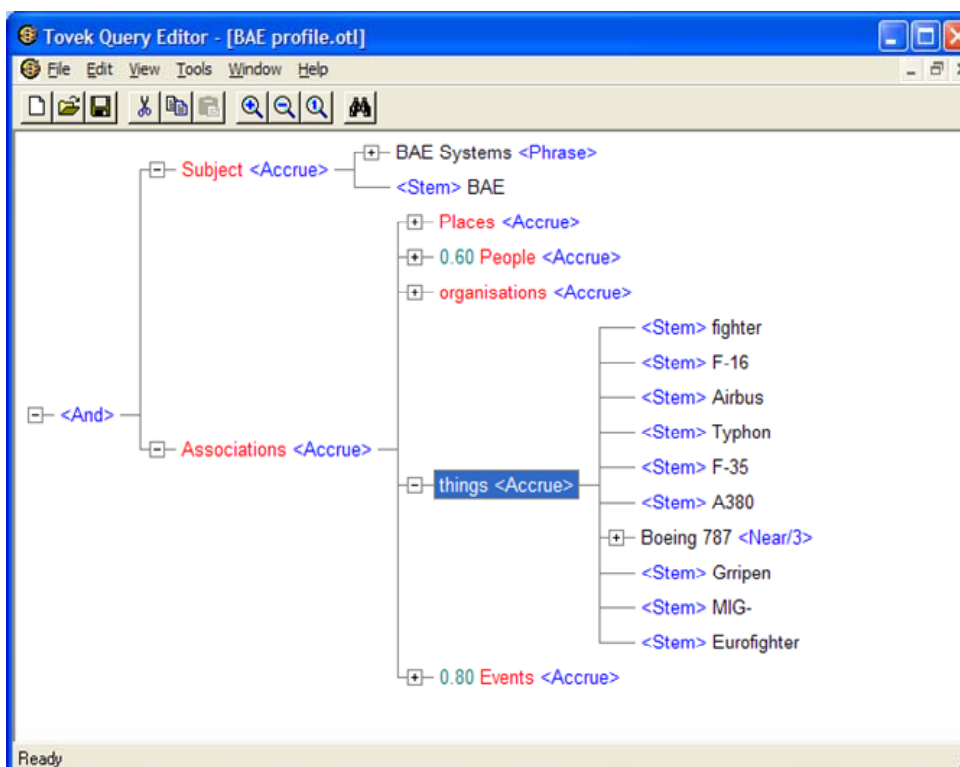 Tovek Query Editor - [BAE profile.otl]
File Edit View Tools Window Help
BAE Systems <Phrase>
Subject <Accrue>
<Stem> BAE
Places <Accrue>
0.60 People <Accrue>
organisations <Accrue>
<Stem> fighter
<Stem> F-16
<Stem> Airbus
<And>
<Stem> Typhon
Associations <Accrue>
<Stem> F-35
things <Accrue>
<Stem> A380
Boeing 787 <Near/3>
<Stem> Grripen
<Stem> MIG-
<Stem> Eurofighter
0.80 Events <Accrue>
Ready